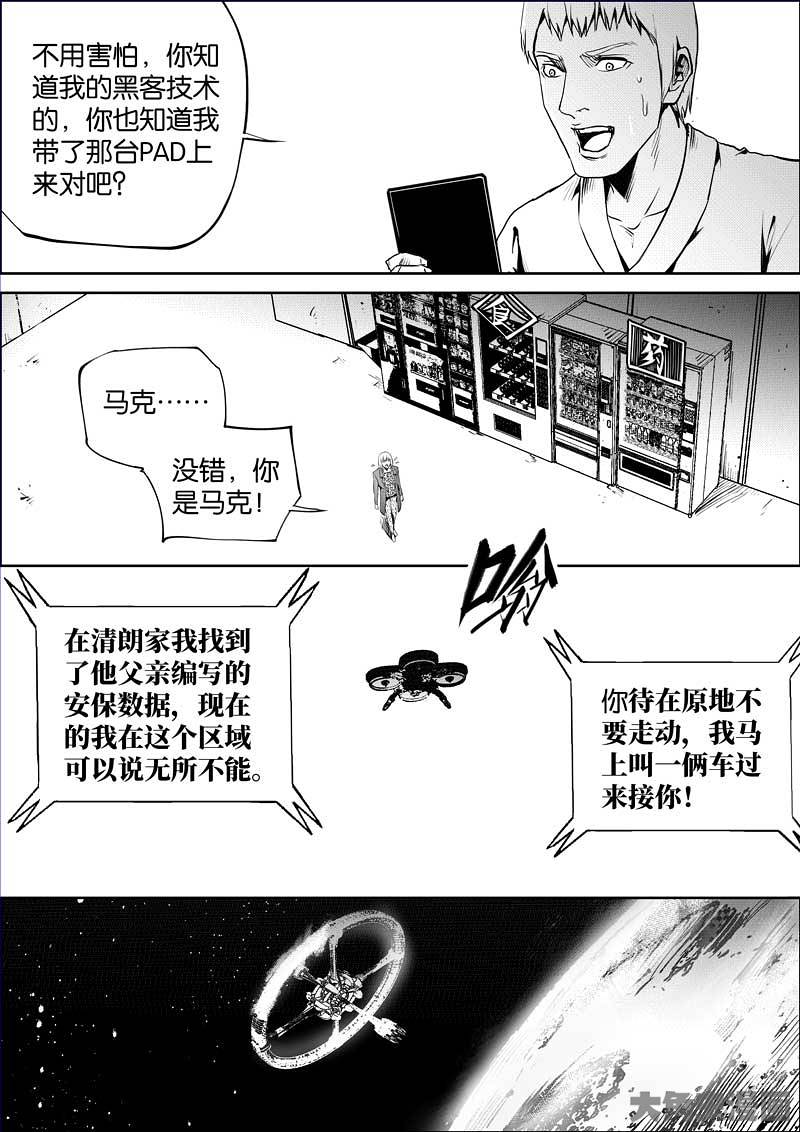 不用害怕，你知
道我的黑客技术
的，你也知道我
带了那台PAD上
来对吧？
食
药
马克……
没错，你
是马克！
在清朗家我找到
了他父亲编写的
安保数据，现在
的我在这个区域
可以说无所不能。
你待在原地不
要走动，我马
上叫一俩车过
来接你！